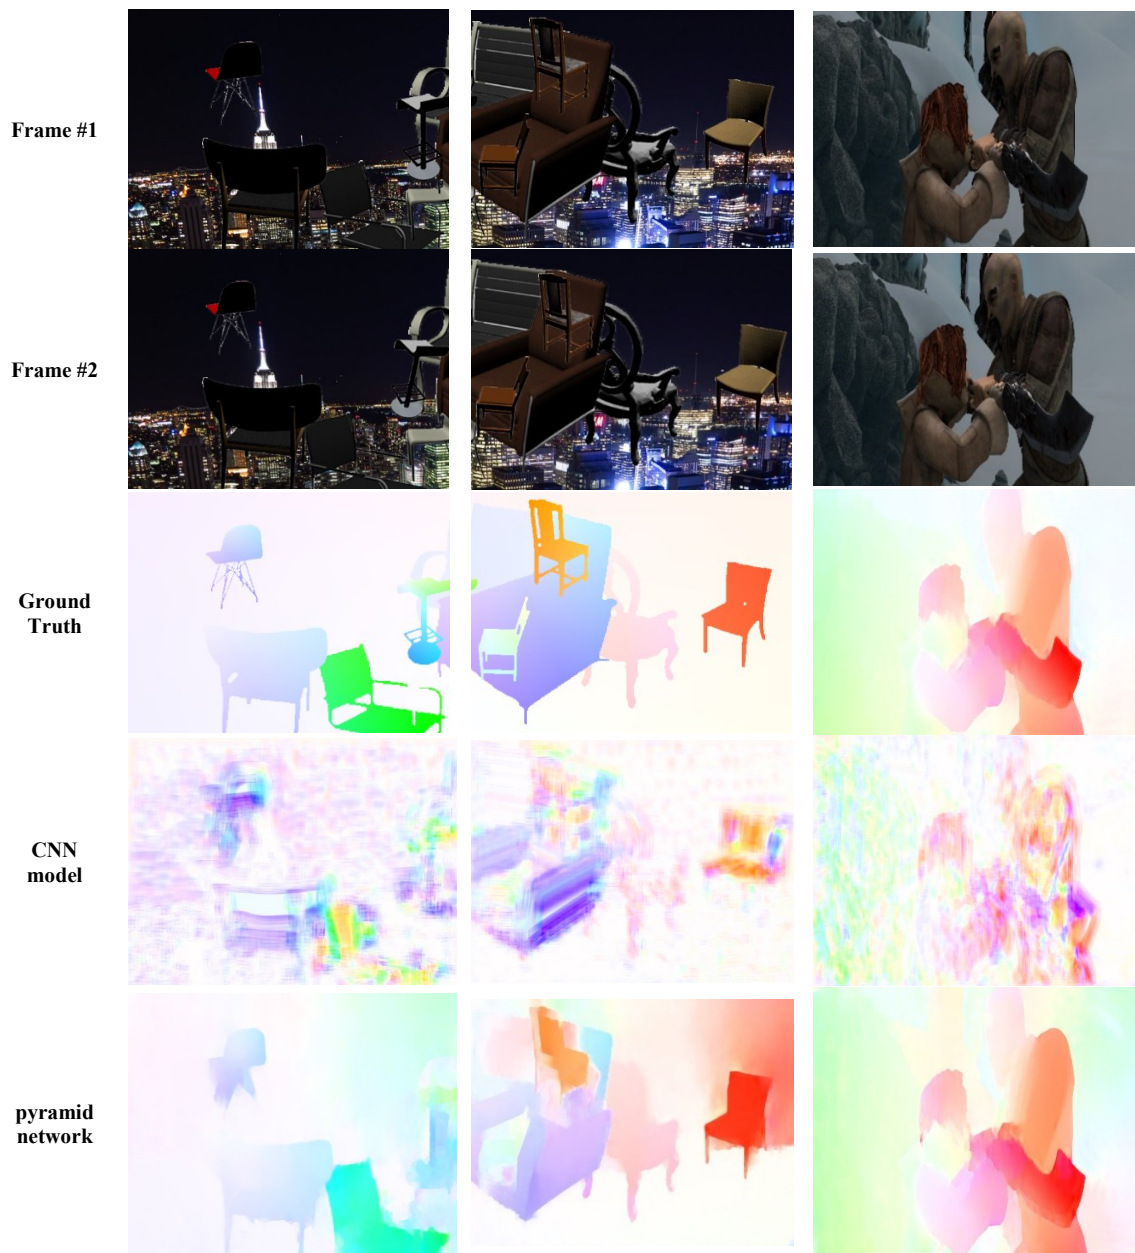 Frame #1
Frame #2
Ground
Truth
CNN
model
pyramid
network